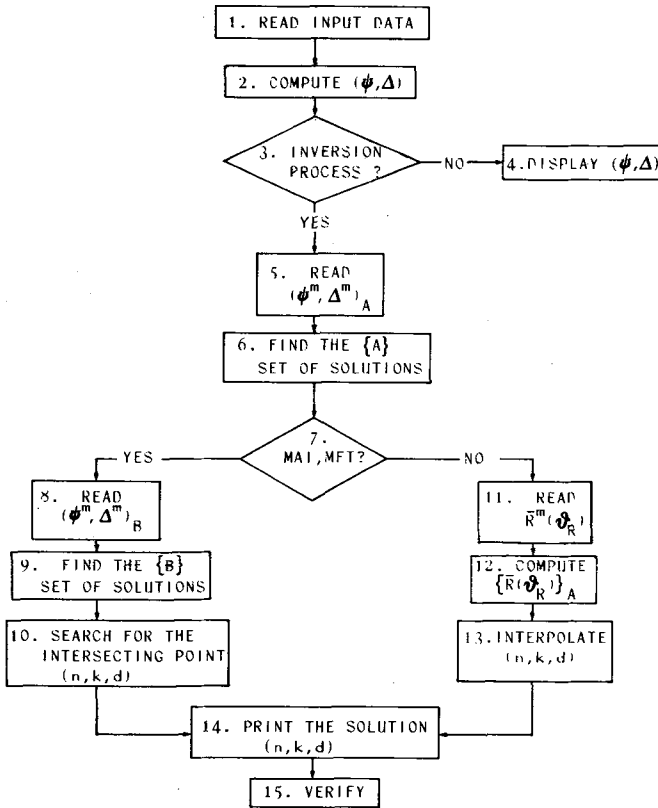 1. READ INPUT DATA
2. COMPUTE (ψ,Δ)
3. INVERSION
PROCESS ?
NO
4. DISPLAY (ψ,Δ)
YES
5. READ
(ψ^m, Δ^m)_A
6. FIND THE {A}
SET OF SOLUTIONS
7.
MAI,MFT?
YES
NO
8. READ
(ψ^m, Δ^m)_B
9. FIND THE {B}
SET OF SOLUTIONS
10. SEARCH FOR THE
INTERSECTING POINT
(n,k,d)
11. READ
R̄^m(ϑ_R)
12. COMPUTE
{R̄(ϑ_R)}_A
13. INTERPOLATE
(n,k,d)
14. PRINT THE SOLUTION
(n,k,d)
15. VERIFY